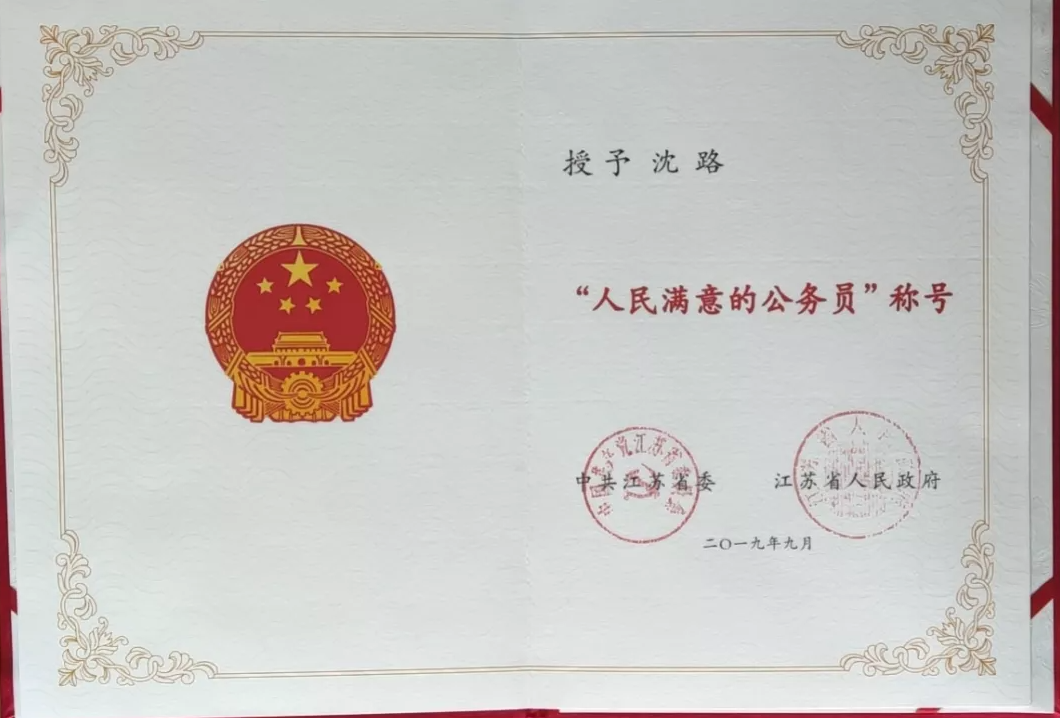 授予 沈路
“人民满意的公务员”称号
中共江苏省委 江苏省人民政府
二〇一九年九月